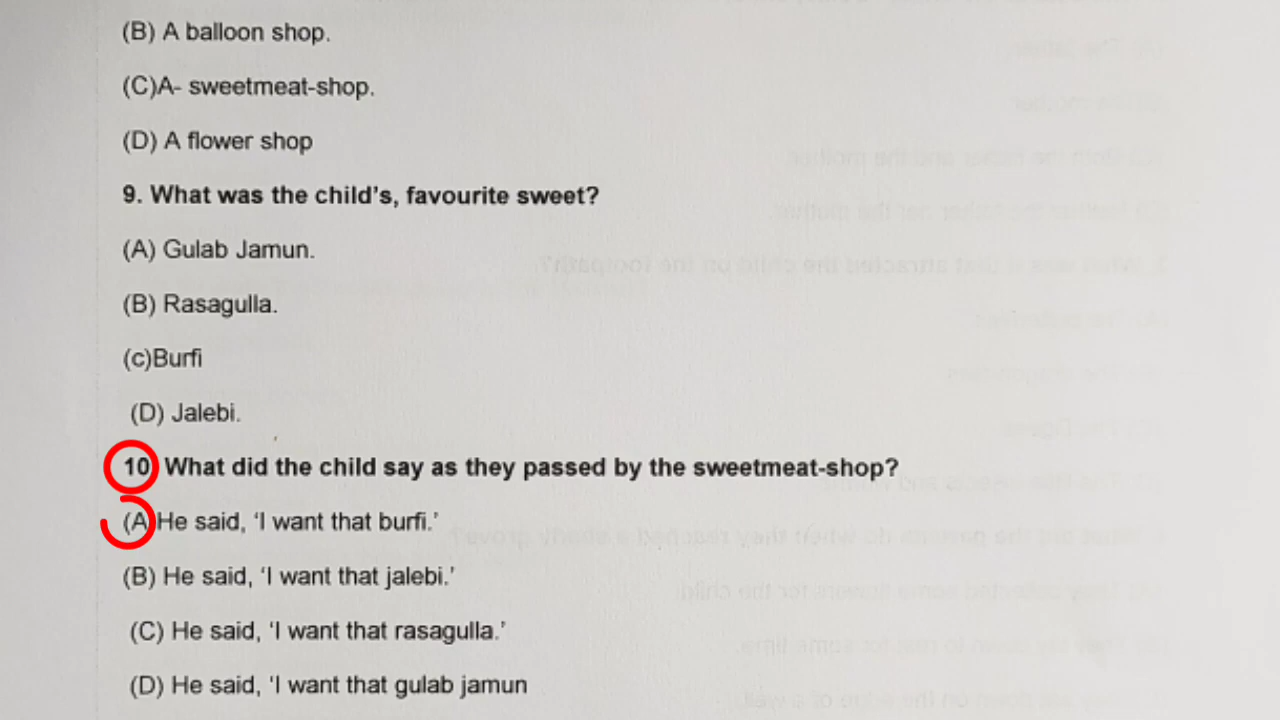 (B) A balloon shop.
(C)A- sweetmeat-shop.
(D) A flower shop
9. What was the child's, favourite sweet?
(A) Gulab Jamun.
(B) Rasagulla.
(c)Burfi
(D) Jalebi.
10. What did the child say as they passed by the sweetmeat-shop?
(A) He said, ‘I want that burfi.’
(B) He said, ‘I want that jalebi.’
(C) He said, ‘I want that rasagulla.’
(D) He said, ‘I want that gulab jamun